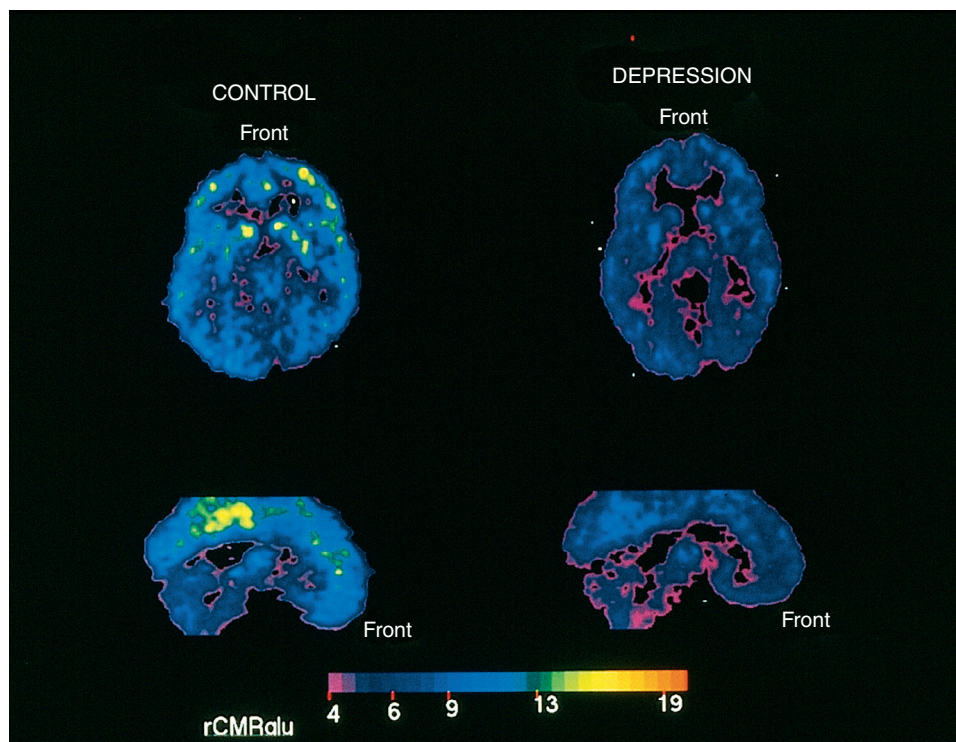 CONTROL
Front
DEPRESSION
Front
Front
Front
4 6 9 13 19
rCMRglu